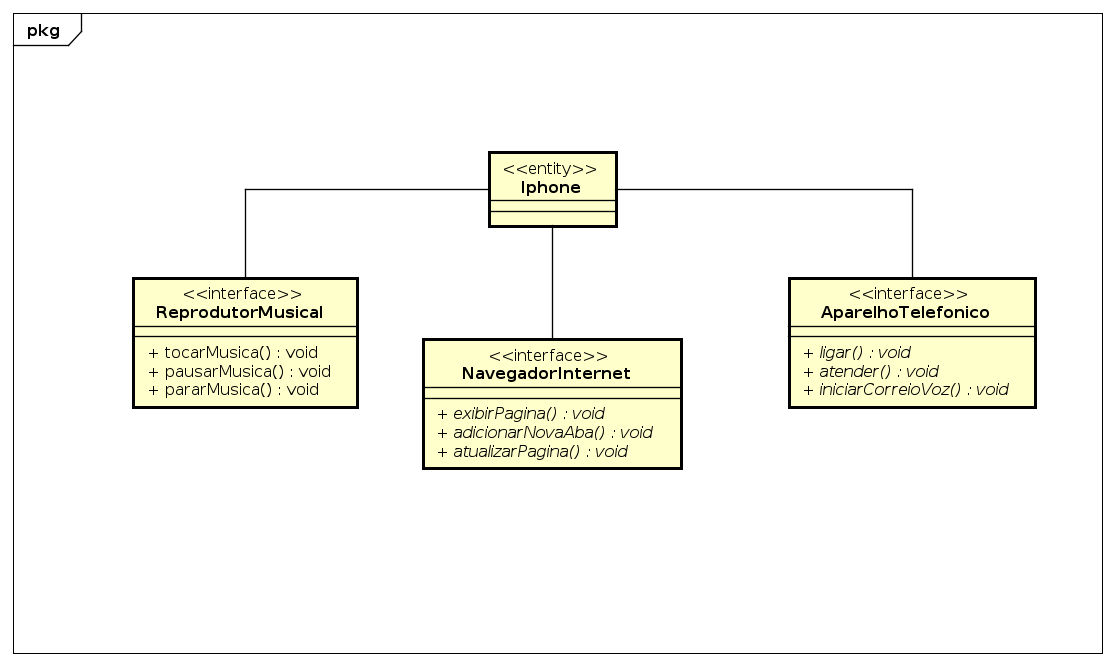 pkg
<<entity>>
Iphone
<<interface>>
ReprodutorMusical
+ tocarMusica() : void
+ pausarMusica() : void
+ pararMusica() : void
<<interface>>
NavegadorInternet
+ exibirPagina() : void
+ adicionarNovaAba() : void
+ atualizarPagina() : void
<<interface>>
AparelhoTelefonico
+ ligar() : void
+ atender() : void
+ iniciarCorreioVoz() : void